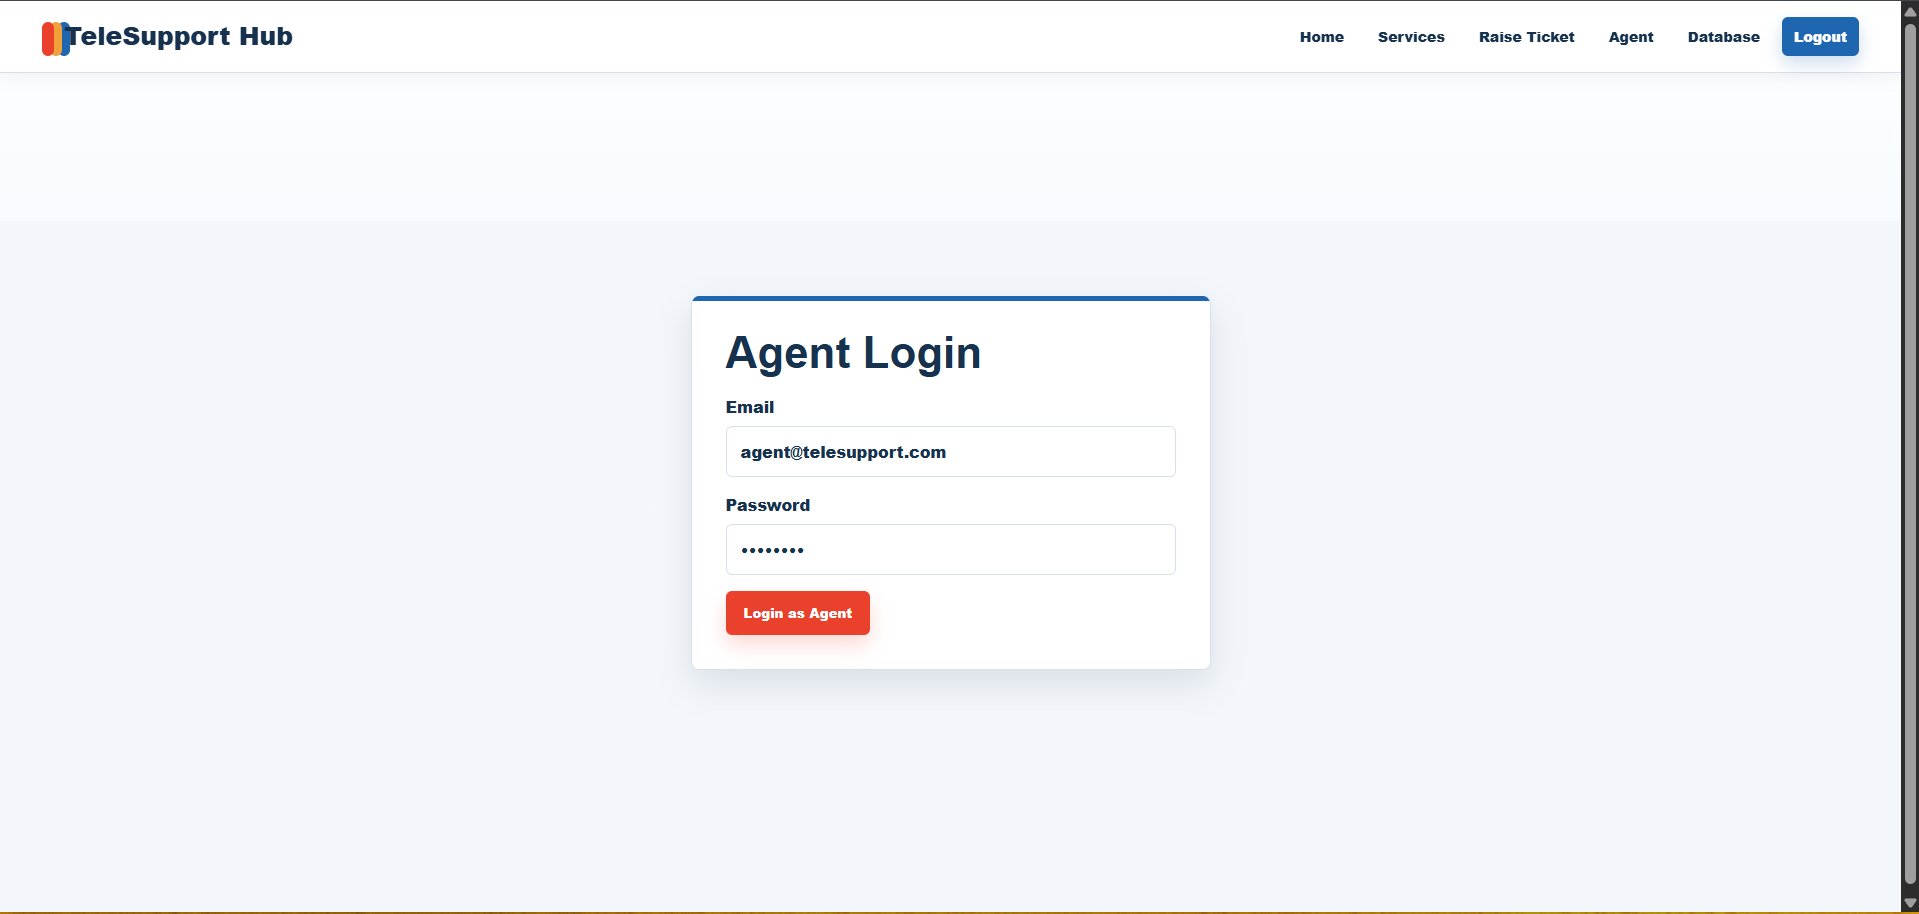 TeleSupport Hub
Home Services Raise Ticket Agent Database Logout
Agent Login
Email
agent@telesupport.com
Password
••••••••
Login as Agent